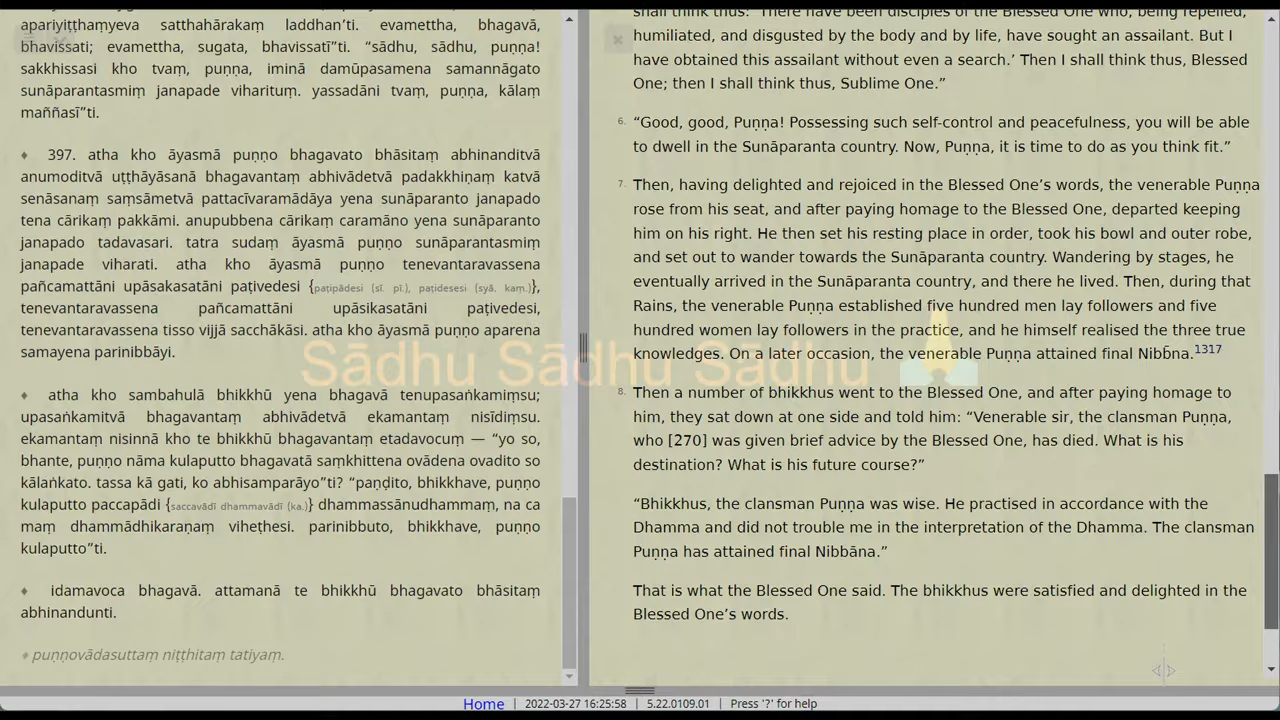 apariyiṭṭhaṃyeva satthahārakaṃ laddhan’ti. evamettha, bhagavā,
bhavissati; evamettha, sugata, bhavissatī”ti. “sādhu, sādhu, puṇṇa!
sakkhissasi kho tvaṃ, puṇṇa, iminā damūpasamena samannāgato
sunāparantasmiṃ janapade viharituṃ. yassadāni tvaṃ, puṇṇa, kālaṃ
maññasī”ti.
♦ 397. atha kho āyasmā puṇṇo bhagavato bhāsitaṃ abhinanditvā
anumoditvā uṭṭhāyāsanā bhagavantaṃ abhivādetvā padakkhiṇaṃ katvā
senāsanaṃ saṃsāmetvā pattacīvaramādāya yena sunāparanto janapado
tena cārikaṃ pakkāmi. anupubbena cārikaṃ caramāno yena sunāparanto
janapado tadavasari. tatra sudaṃ āyasmā puṇṇo sunāparantasmiṃ
janapade viharati. atha kho āyasmā puṇṇo tenevantaravassena
pañcamattāni upāsakasatāni paṭivedesi {paṭipādesi (sī. pī.), paṭidesesi (syā. kaṃ.)},
tenevantaravassena pañcamattāni upāsikasatāni paṭivedesi,
tenevantaravassena tisso vijjā sacchākāsi. atha kho āyasmā puṇṇo aparena
samayena parinibbāyi.
♦ atha kho sambahulā bhikkhū yena bhagavā tenupasaṅkamiṃsu;
upasaṅkamitvā bhagavantaṃ abhivādetvā ekamantaṃ nisīdiṃsu.
ekamantaṃ nisinnā kho te bhikkhū bhagavantaṃ etadavocuṃ — “yo so,
bhante, puṇṇo nāma kulaputto bhagavatā saṃkhittena ovādena ovadito so
kālaṅkato. tassa kā gati, ko abhisamparāyo”ti? “paṇḍito, bhikkhave, puṇṇo
kulaputto paccapādi {saccavādī dhammavādī (ka.)} dhammassānudhammaṃ, na ca
maṃ dhammādhikaraṇaṃ viheṭhesi. parinibbuto, bhikkhave, puṇṇo
kulaputto”ti.
♦ idamavoca bhagavā. attamanā te bhikkhū bhagavato bhāsitaṃ
abhinandunti.
♦ puṇṇovādasuttaṃ niṭṭhitaṃ tatiyaṃ.
shall think thus: ‘There have been disciples of the Blessed One who, being repelled,
humiliated, and disgusted by the body and by life, have sought an assailant. But I
have obtained this assailant without even a search.’ Then I shall think thus, Blessed
One; then I shall think thus, Sublime One.”
6. “Good, good, Puṇṇa! Possessing such self-control and peacefulness, you will be able
to dwell in the Sunāparanta country. Now, Puṇṇa, it is time to do as you think fit.”
7. Then, having delighted and rejoiced in the Blessed One’s words, the venerable Puṇṇa
rose from his seat, and after paying homage to the Blessed One, departed keeping
him on his right. He then set his resting place in order, took his bowl and outer robe,
and set out to wander towards the Sunāparanta country. Wandering by stages, he
eventually arrived in the Sunāparanta country, and there he lived. Then, during that
Rains, the venerable Puṇṇa established five hundred men lay followers and five
hundred women lay followers in the practice, and he himself realised the three true
knowledges. On a later occasion, the venerable Puṇṇa attained final Nibb̄na.1317
8. Then a number of bhikkhus went to the Blessed One, and after paying homage to
him, they sat down at one side and told him: “Venerable sir, the clansman Puṇṇa,
who [270] was given brief advice by the Blessed One, has died. What is his
destination? What is his future course?”
“Bhikkhus, the clansman Puṇṇa was wise. He practised in accordance with the
Dhamma and did not trouble me in the interpretation of the Dhamma. The clansman
Puṇṇa has attained final Nibbāna.”
That is what the Blessed One said. The bhikkhus were satisfied and delighted in the
Blessed One’s words.
Sādhu Sādhu Sādhu 🙏
Home | 2022-03-27 16:25:58 | 5.22.0109.01 | Press '?' for help